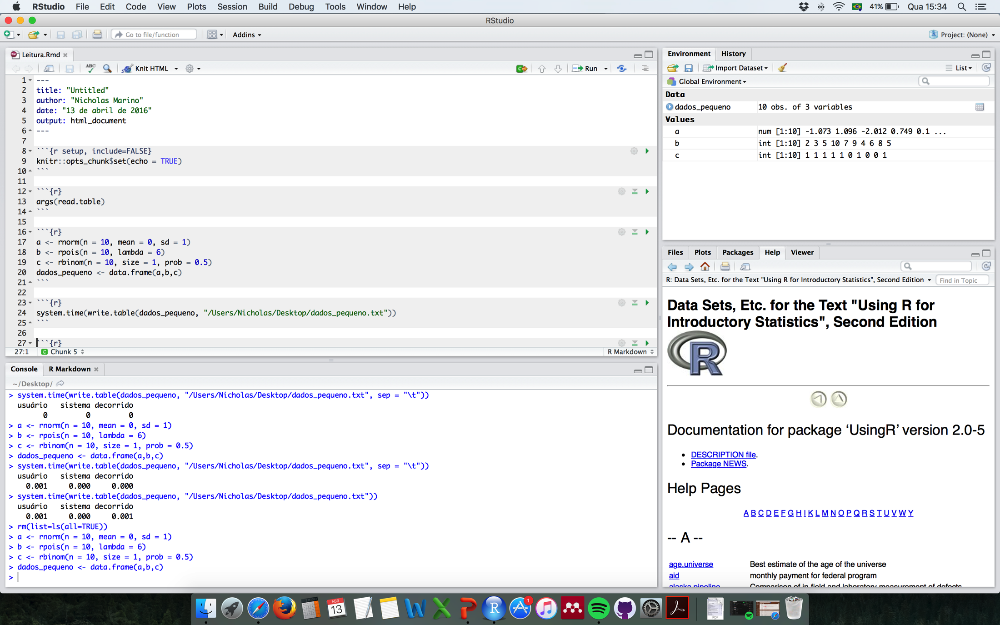 RStudio File Edit Code View Plots Session Build Debug Tools Window Help 41% Qua 15:34
RStudio
Go to file/function Addins Project: (None)
Leitura.Rmd
ABC Knit HTML Run
1 ---
2 title: "Untitled"
3 author: "Nicholas Marino"
4 date: "13 de abril de 2016"
5 output: html_document
6 ---
7
8 ```{r setup, include=FALSE}
9 knitr::opts_chunk$set(echo = TRUE)
10 ```
11
12 ```{r}
13 args(read.table)
14 ```
15
16 ```{r}
17 a <- rnorm(n = 10, mean = 0, sd = 1)
18 b <- rpois(n = 10, lambda = 6)
19 c <- rbinom(n = 10, size = 1, prob = 0.5)
20 dados_pequeno <- data.frame(a,b,c)
21 ```
22
23 ```{r}
24 system.time(write.table(dados_pequeno, "/Users/Nicholas/Desktop/dados_pequeno.txt"))
25 ```
26
27 ```{r}
27:1 C Chunk 5 R Markdown
Console R Markdown
~/Desktop/
> system.time(write.table(dados_pequeno, "/Users/Nicholas/Desktop/dados_pequeno.txt", sep = "\t"))
usuário sistema decorrido
0 0 0
> a <- rnorm(n = 10, mean = 0, sd = 1)
> b <- rpois(n = 10, lambda = 6)
> c <- rbinom(n = 10, size = 1, prob = 0.5)
> dados_pequeno <- data.frame(a,b,c)
> system.time(write.table(dados_pequeno, "/Users/Nicholas/Desktop/dados_pequeno.txt", sep = "\t"))
usuário sistema decorrido
0.001 0.000 0.000
> system.time(write.table(dados_pequeno, "/Users/Nicholas/Desktop/dados_pequeno.txt"))
usuário sistema decorrido
0.001 0.000 0.001
> rm(list=ls(all=TRUE))
> a <- rnorm(n = 10, mean = 0, sd = 1)
> b <- rpois(n = 10, lambda = 6)
> c <- rbinom(n = 10, size = 1, prob = 0.5)
> dados_pequeno <- data.frame(a,b,c)
>
Environment History
Import Dataset List
Global Environment
Data
dados_pequeno 10 obs. of 3 variables
Values
a num [1:10] -1.073 1.096 -2.012 0.749 0.1 ...
b int [1:10] 2 3 5 10 7 9 4 6 8 5
c int [1:10] 1 1 1 1 1 0 1 0 0 1
Files Plots Packages Help Viewer
R: Data Sets, Etc. for the Text "Using R for Introductory Statistics", Second Edition Find in Topic
Data Sets, Etc. for the Text "Using R for
Introductory Statistics", Second Edition
R
Documentation for package ‘UsingR’ version 2.0-5
DESCRIPTION file.
Package NEWS.
Help Pages
A B C D E F G H I K L M N O P Q R S T U V W Y
-- A --
age.universe Best estimate of the age of the universe
aid monthly payment for federal program
alaska.pipeline Comparison of in-field and laboratory measurement of defects
ABR
13
1
PDF